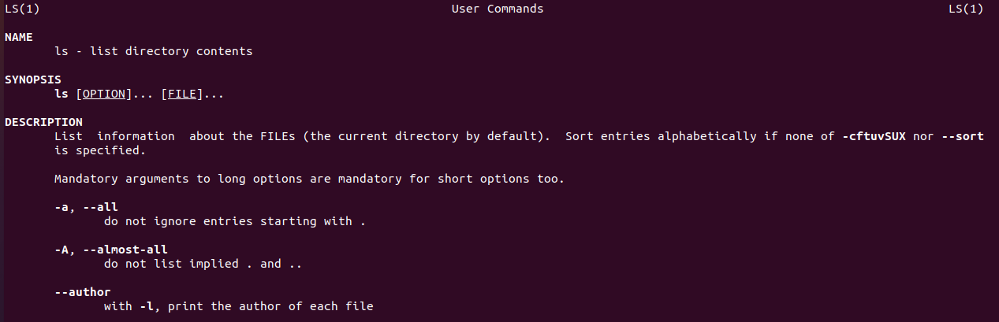 LS(1) User Commands LS(1)
NAME
ls - list directory contents
SYNOPSIS
ls [OPTION]... [FILE]...
DESCRIPTION
List information about the FILEs (the current directory by default). Sort entries alphabetically if none of -cftuvSUX nor --sort
is specified.
Mandatory arguments to long options are mandatory for short options too.
-a, --all
do not ignore entries starting with .
-A, --almost-all
do not list implied . and ..
--author
with -l, print the author of each file